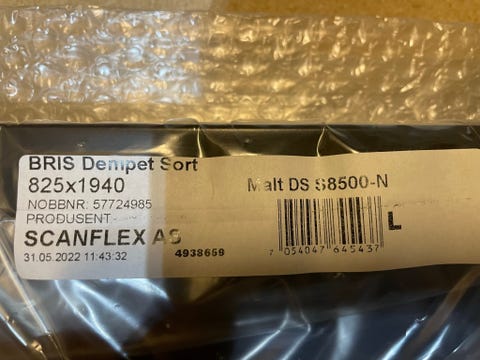 BRIS Dempet Sort
825x1940
NOBBNR: 57724985
PRODUSENT
SCANFLEX AS
31.05.2022 11:43:32
4938659
Malt DS S8500-N
L
7 054047 645437